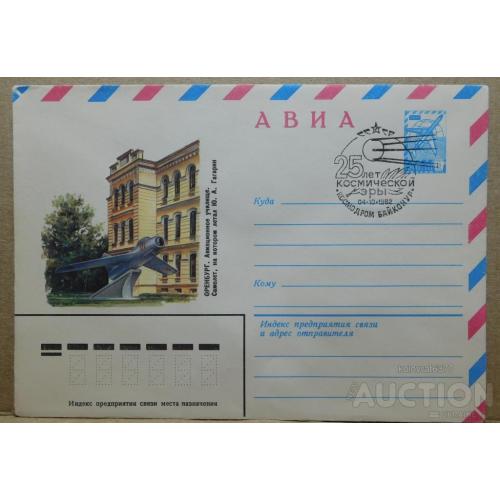 АВИА
25
ЛЕТ
КОСМИЧЕСКОЙ
ЭРЫ
04-10-1982
КОСМОДРОМ БАЙКОНУР
Куда
ОРЕНБУРГ. Авиационное училище.
Самолет, на котором летал Ю. А. Гагарин
Кому
Индекс предприятия связи
и адрес отправителя
Индекс предприятия связи места назначения
AUCTION